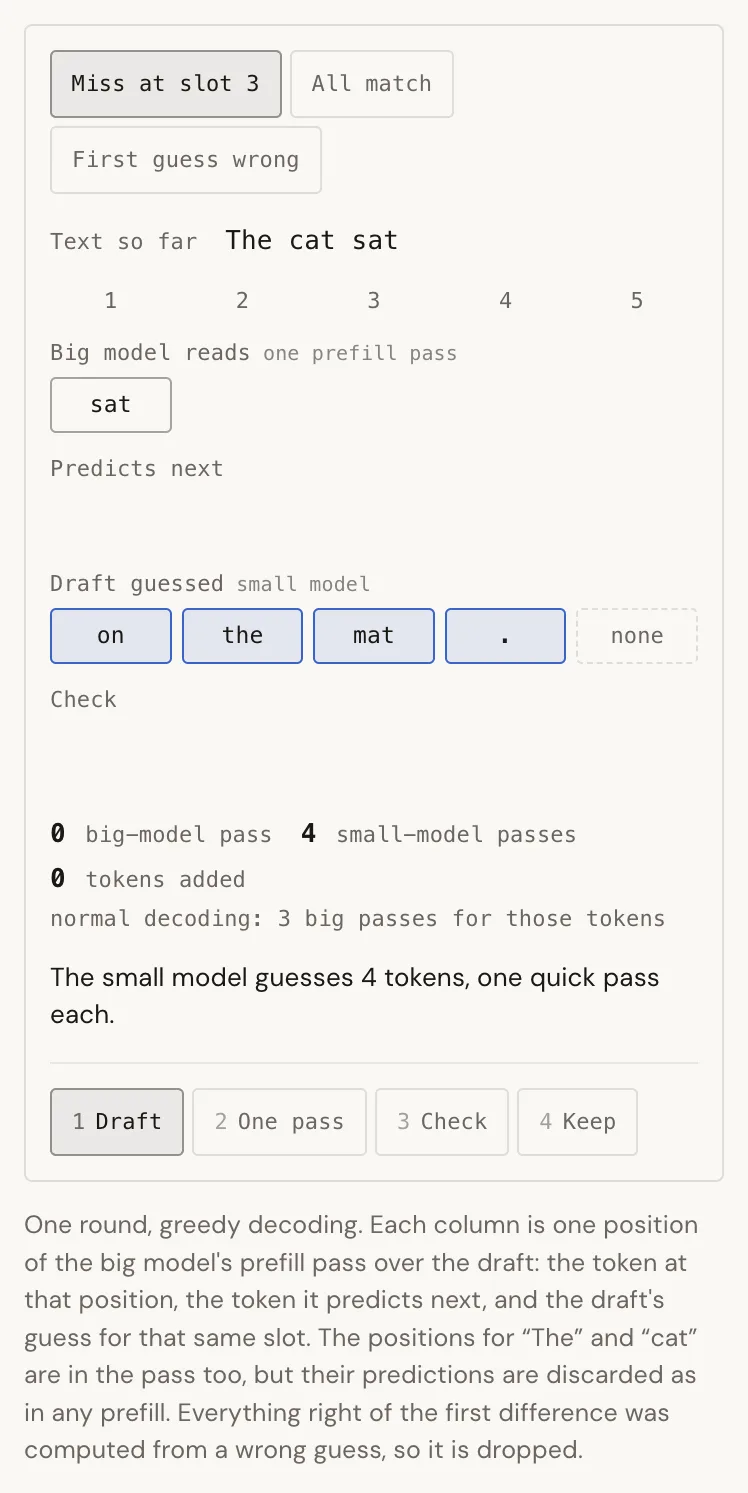 Miss at slot 3 All match
First guess wrong
Text so far The cat sat
1 2 3 4 5
Big model reads one prefill pass
sat
Predicts next
Draft guessed small model
on the mat . none
Check
0 big-model pass 4 small-model passes
0 tokens added
normal decoding: 3 big passes for those tokens
The small model guesses 4 tokens, one quick pass
each.
1 Draft 2 One pass 3 Check 4 Keep
One round, greedy decoding. Each column is one position
of the big model's prefill pass over the draft: the token at
that position, the token it predicts next, and the draft's
guess for that same slot. The positions for “The” and “cat”
are in the pass too, but their predictions are discarded as
in any prefill. Everything right of the first difference was
computed from a wrong guess, so it is dropped.